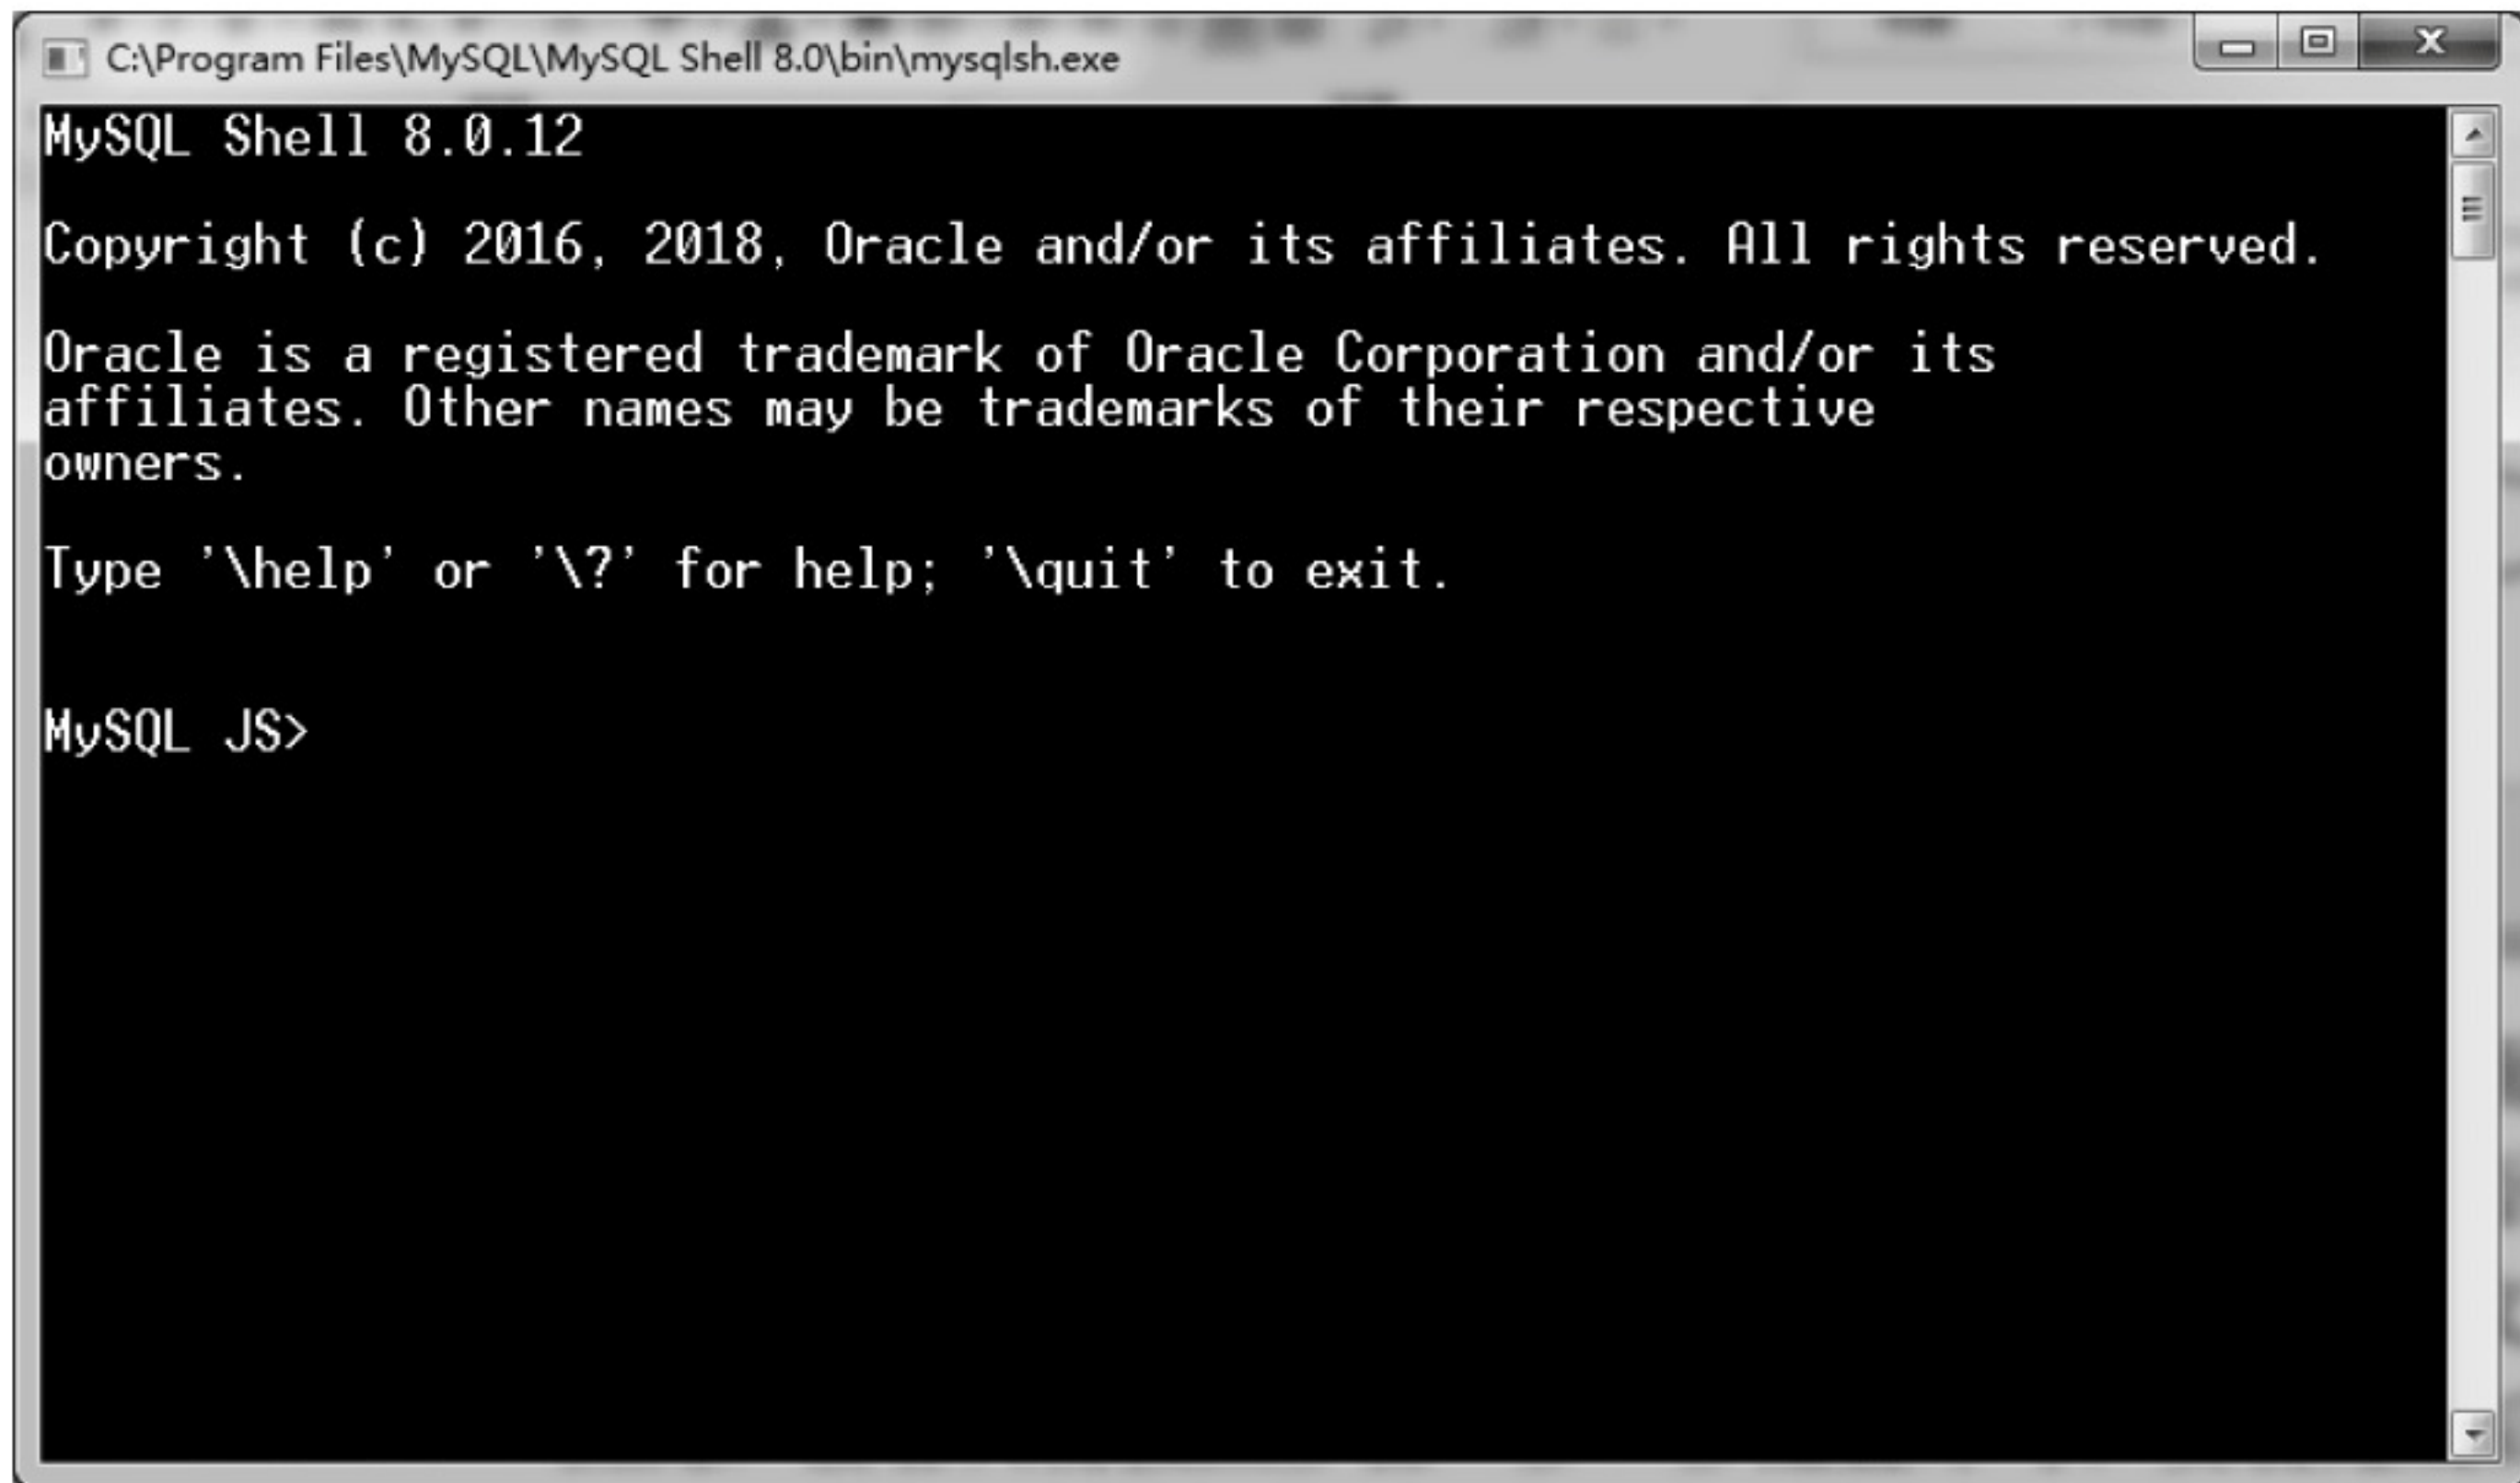 C:\Program Files\MySQL\MySQL Shell 8.0\bin\mysqlsh.exe
MySQL Shell 8.0.12
Copyright (c) 2016, 2018, Oracle and/or its affiliates. All rights reserved.
Oracle is a registered trademark of Oracle Corporation and/or its
affiliates. Other names may be trademarks of their respective
owners.
Type '\help' or '\?' for help; '\quit' to exit.
MySQL JS>